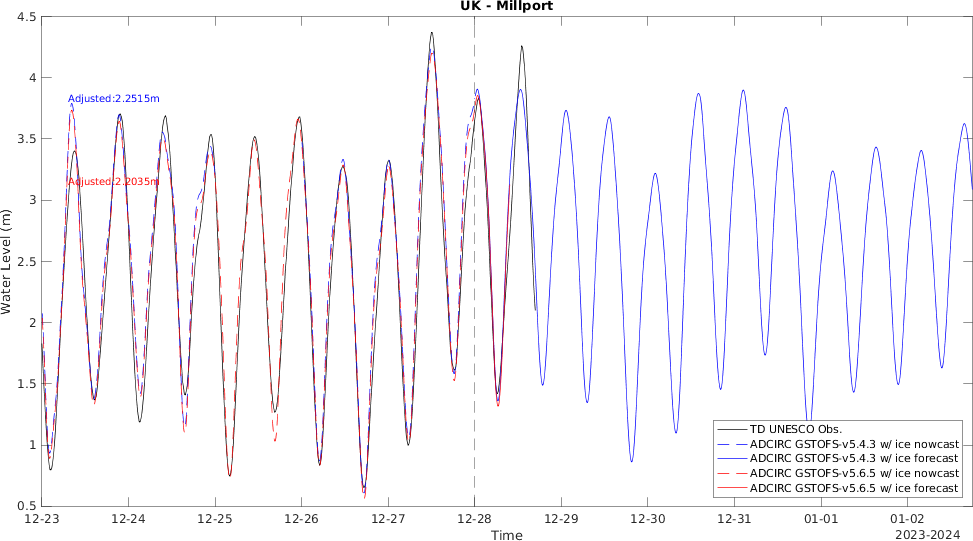 UK - Millport
4.5
4
3.5
3
2.5
2
1.5
1
0.5
Water Level (m)
Adjusted:2.2515m
Adjusted:2.2035m
TD UNESCO Obs.
ADCIRC GSTOFS-v5.4.3 w/ ice nowcast
ADCIRC GSTOFS-v5.4.3 w/ ice forecast
ADCIRC GSTOFS-v5.6.5 w/ ice nowcast
ADCIRC GSTOFS-v5.6.5 w/ ice forecast
12-23 12-24 12-25 12-26 12-27 12-28 12-29 12-30 12-31 01-01 01-02
Time
2023-2024